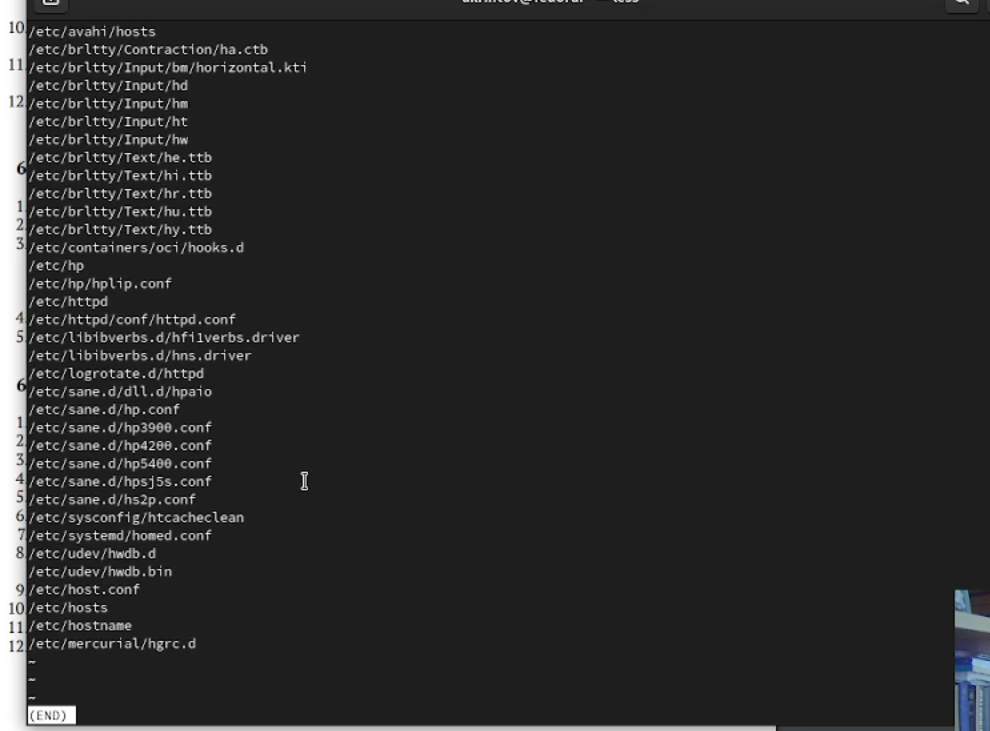 10
/etc/avahi/hosts
/etc/brltty/Contraction/ha.ctb
11
/etc/brltty/Input/bm/horizontal.kti
/etc/brltty/Input/hd
12
/etc/brltty/Input/hm
/etc/brltty/Input/ht
/etc/brltty/Input/hw
/etc/brltty/Text/he.ttb
6
/etc/brltty/Text/hi.ttb
/etc/brltty/Text/hr.ttb
1
/etc/brltty/Text/hu.ttb
2
/etc/brltty/Text/hy.ttb
3
/etc/containers/oci/hooks.d
/etc/hp
/etc/hp/hplip.conf
/etc/httpd
4
/etc/httpd/conf/httpd.conf
5
/etc/libibverbs.d/hfi1verbs.driver
/etc/libibverbs.d/hns.driver
/etc/logrotate.d/httpd
6
/etc/sane.d/dll.d/hpaio
/etc/sane.d/hp.conf
1
/etc/sane.d/hp3900.conf
2
/etc/sane.d/hp4200.conf
3
/etc/sane.d/hp5400.conf
4
/etc/sane.d/hpsj5s.conf
5
/etc/sane.d/hs2p.conf
6
/etc/sysconfig/htcacheclean
7
/etc/systemd/homed.conf
8
/etc/udev/hwdb.d
/etc/udev/hwdb.bin
9
/etc/host.conf
10
/etc/hosts
11
/etc/hostname
12
/etc/mercurial/hgrc.d
~
~
~
(END)